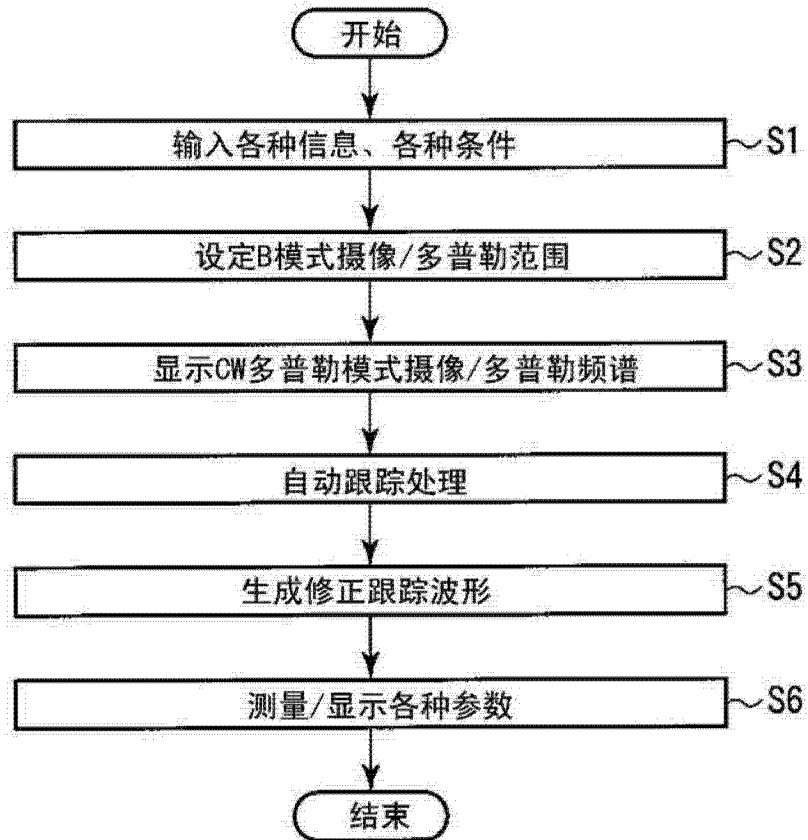 开始
输入各种信息、各种条件
S1
设定B模式摄像/多普勒范围
S2
显示CW多普勒模式摄像/多普勒频谱
S3
自动跟踪处理
S4
生成修正跟踪波形
S5
测量/显示各种参数
S6
结束